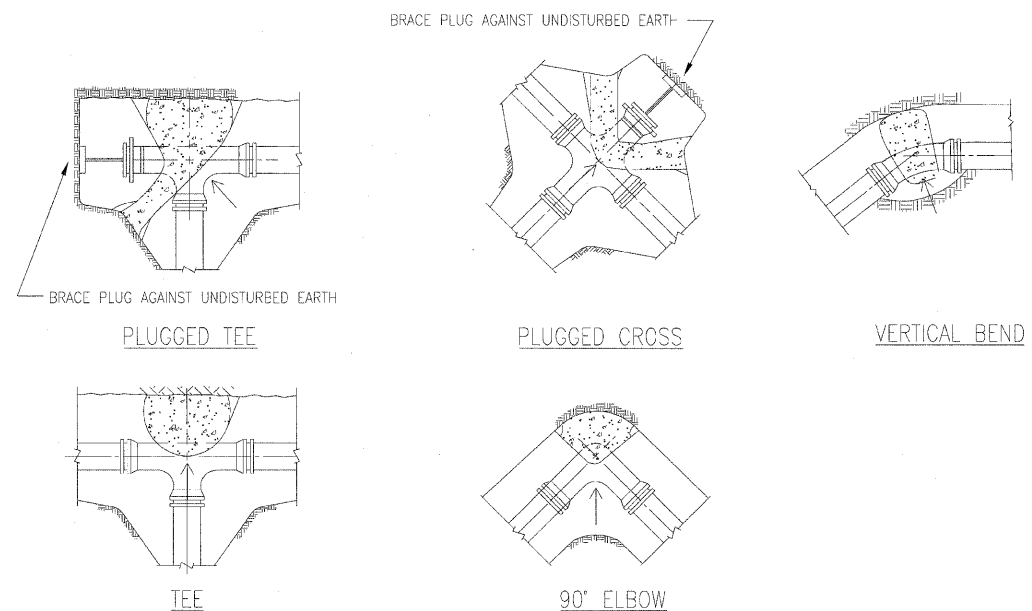 BRACE PLUG AGAINST UNDISTURBED EARTH
BRACE PLUG AGAINST UNDISTURBED EARTH
PLUGGED TEE
PLUGGED CROSS
VERTICAL BEND
TEE
90° ELBOW